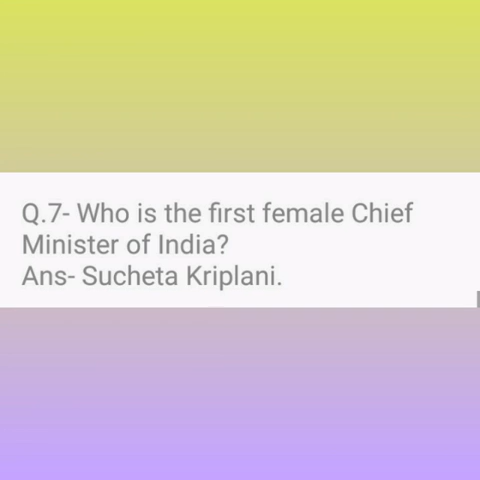 Q.7- Who is the first female Chief
Minister of India?
Ans- Sucheta Kriplani.